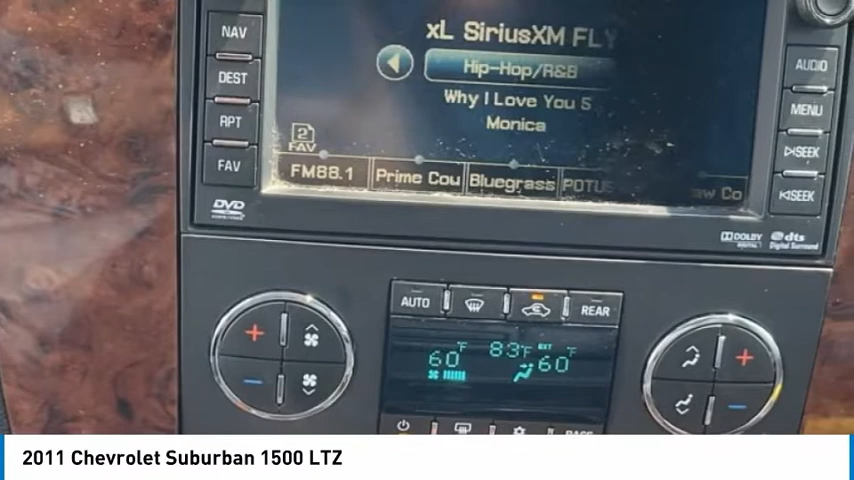 NAV
DEST
RPT
FAV
xL SiriusXM FLY
Hip-Hop/R&B
Why I Love You S
Monica
2
FAV
FM88.1 Prime Cou Bluegrass POTUS aw Co
AUDIO
MENU
SEEK
SEEK
DVD
DOLBY DIGITAL dts Digital Surround
AUTO REAR
60°F 83°F EXT 60°F
2011 Chevrolet Suburban 1500 LTZ